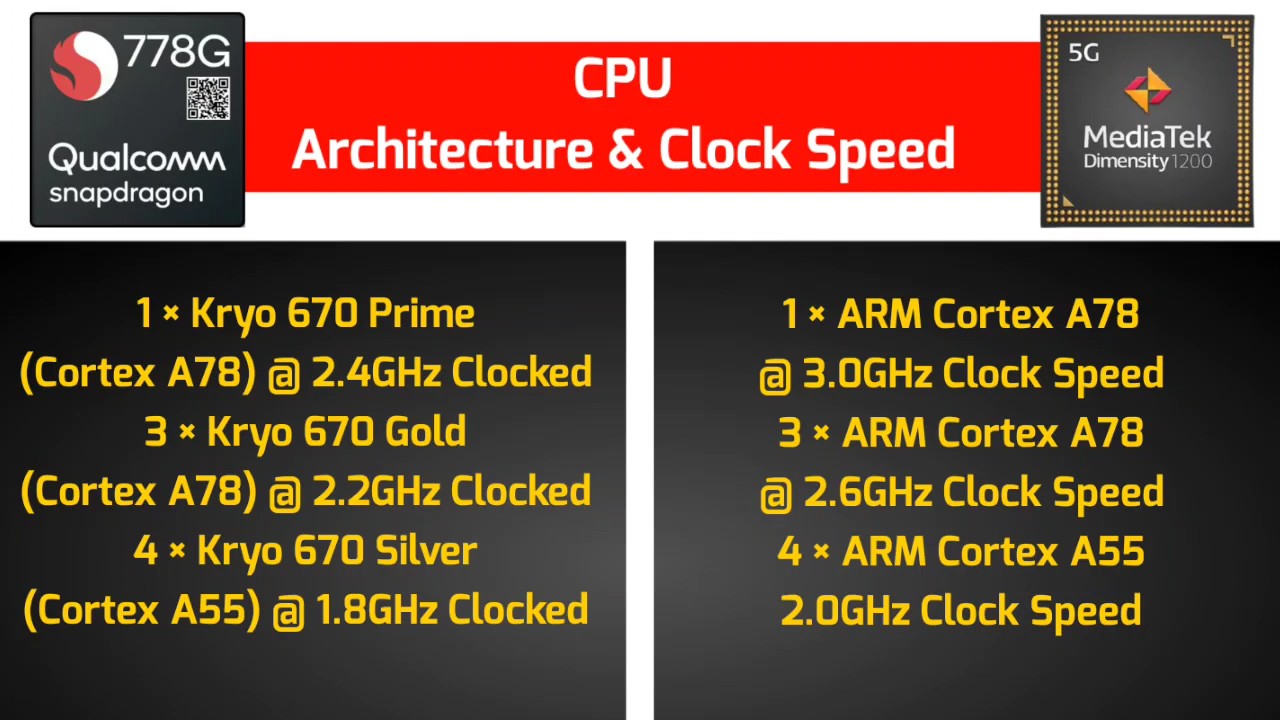 778G
Qualcomm
snapdragon
CPU
Architecture & Clock Speed
5G
MediaTek
Dimensity 1200
1 × Kryo 670 Prime
(Cortex A78) @ 2.4GHz Clocked
3 × Kryo 670 Gold
(Cortex A78) @ 2.2GHz Clocked
4 × Kryo 670 Silver
(Cortex A55) @ 1.8GHz Clocked
1 × ARM Cortex A78
@ 3.0GHz Clock Speed
3 × ARM Cortex A78
@ 2.6GHz Clock Speed
4 × ARM Cortex A55
2.0GHz Clock Speed